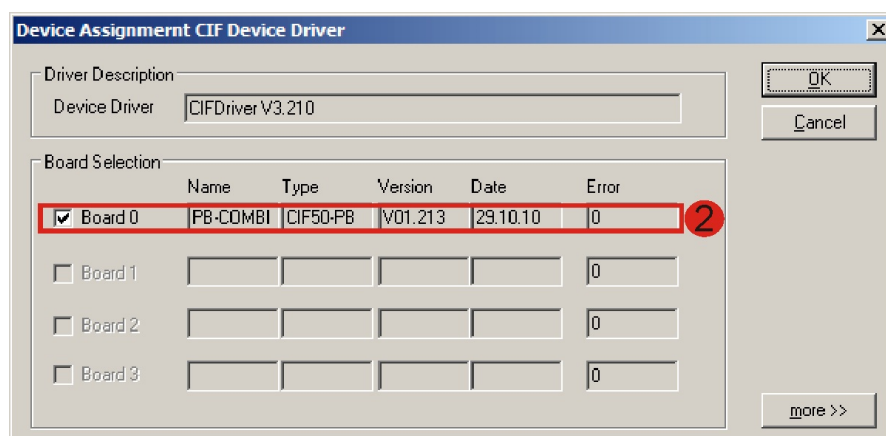 Device Assignmernt CIF Device Driver
Driver Description
Device Driver CIFDriver V3.210
OK
Cancel
Board Selection
Name Type Version Date Error
Board 0 PB-COMBI CIF50-PB V01.213 29.10.10 0 2
Board 1 0
Board 2 0
Board 3 0
more >>